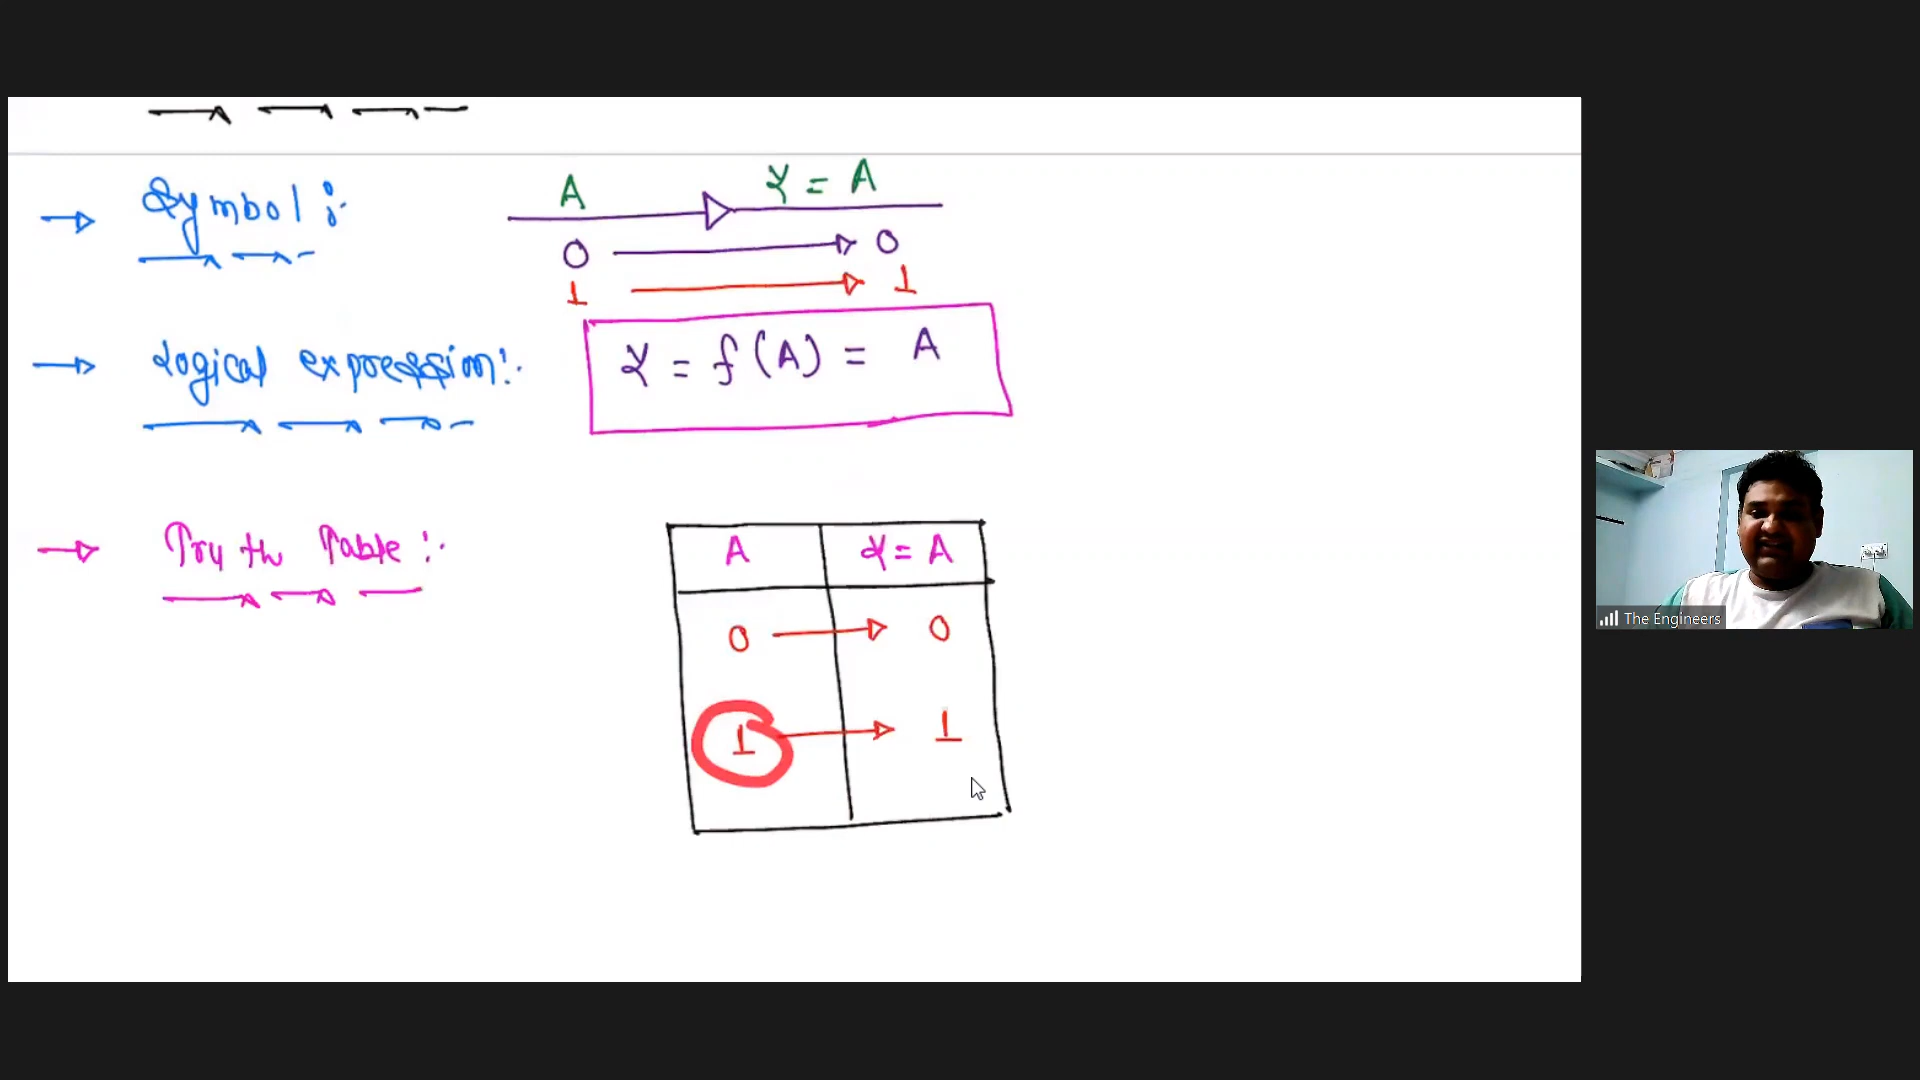 A Y = A
→ Symbol :-
0 → 0
1 → 1
→ Logical expression :- Y = f(A) = A
→ Truth Table :-
A Y = A
0 → 0
1 → 1
The Engineers